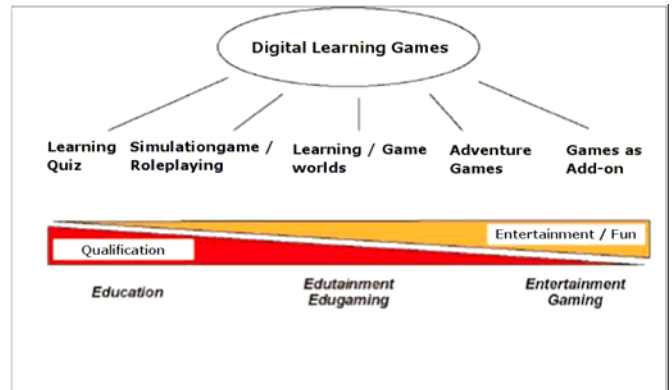 Digital Learning Games
Learning Quiz
Simulationgame / Roleplaying
Learning / Game worlds
Adventure Games
Games as Add-on
Entertainment / Fun
Qualification
Education
Edutainment Edugaming
Entertainment Gaming